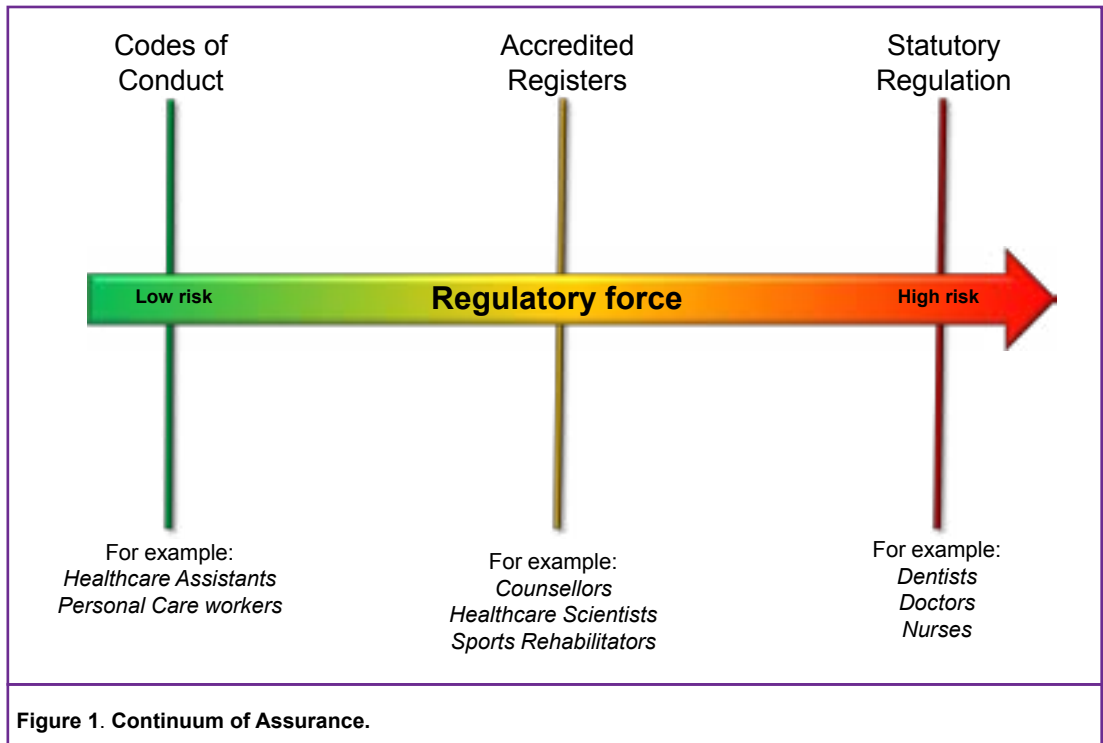 Codes of
Conduct
Accredited
Registers
Statutory
Regulation
Low risk
Regulatory force
High risk
For example:
Healthcare Assistants
Personal Care workers
For example:
Counsellors
Healthcare Scientists
Sports Rehabilitators
For example:
Dentists
Doctors
Nurses
Figure 1. Continuum of Assurance.